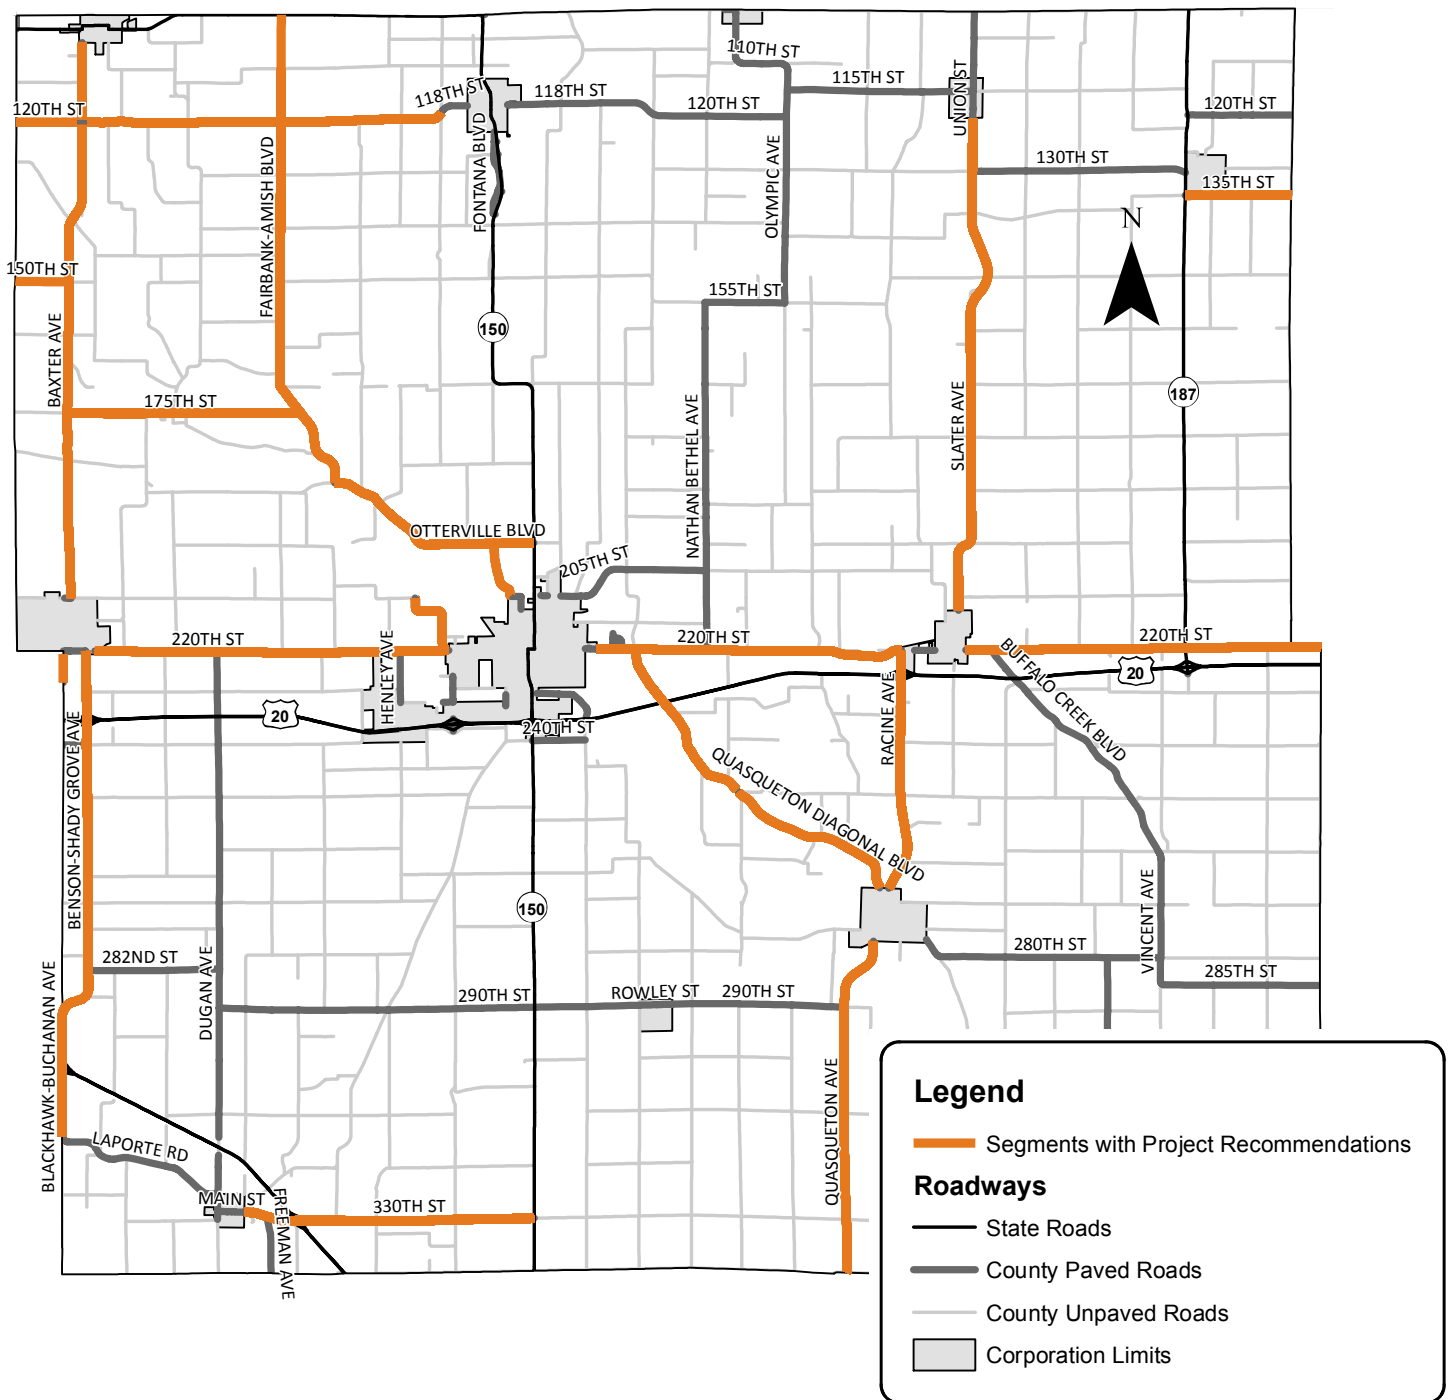 110TH ST
118TH ST
118TH ST
115TH ST
120TH ST
120TH ST
120TH ST
UNION ST
FONTANA BLVD
130TH ST
135TH ST
FAIRBANK-AMISH BLVD
OLYMPIC AVE
N
150TH ST
155TH ST
150
BAXTER AVE
175TH ST
187
NATHAN BETHEL AVE
SLATER AVE
OTTERVILLE BLVD
205TH ST
220TH ST
HENLEY AVE
220TH ST
220TH ST
BUFFALO CREEK BLVD
20
20
RACINE AVE
240TH ST
BENSON-SHADY GROVE AVE
QUASQUETON DIAGONAL BLVD
150
VINCENT AVE
282ND ST
DUGAN AVE
280TH ST
285TH ST
BLACKHAWK-BUCHANAN AVE
290TH ST
ROWLEY ST
290TH ST
QUASQUETON AVE
LAPORTE RD
MAIN ST
FREEMAN AVE
330TH ST
Legend
Segments with Project Recommendations
Roadways
State Roads
County Paved Roads
County Unpaved Roads
Corporation Limits